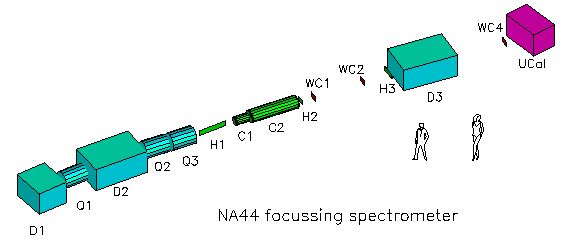 WC4
UCal
WC1
WC2
H3
D3
H2
C2
C1
H1
Q3
Q2
D2
Q1
D1
NA44 focussing spectrometer